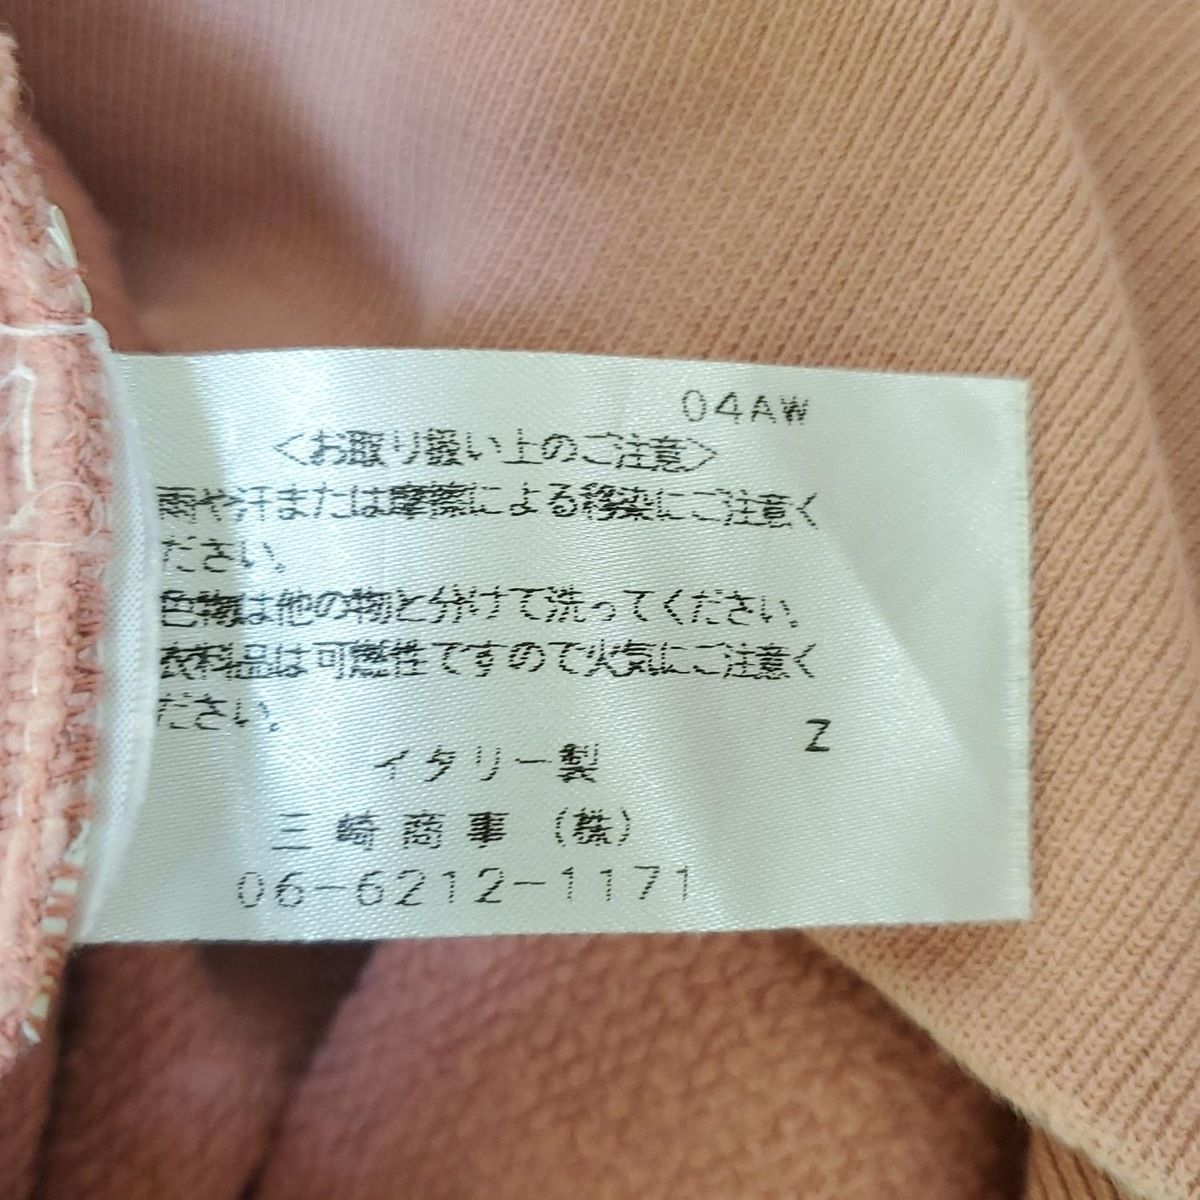 04AW
〈お取り扱い上のご注意〉
雨や汗または摩擦による移染にご注意く
ださい。
色物は他の物と分けて洗ってください。
衣料品は可燃性ですので火気にご注意く
ださい。
Z
イタリー製
三崎商事（株）
06-6212-1171